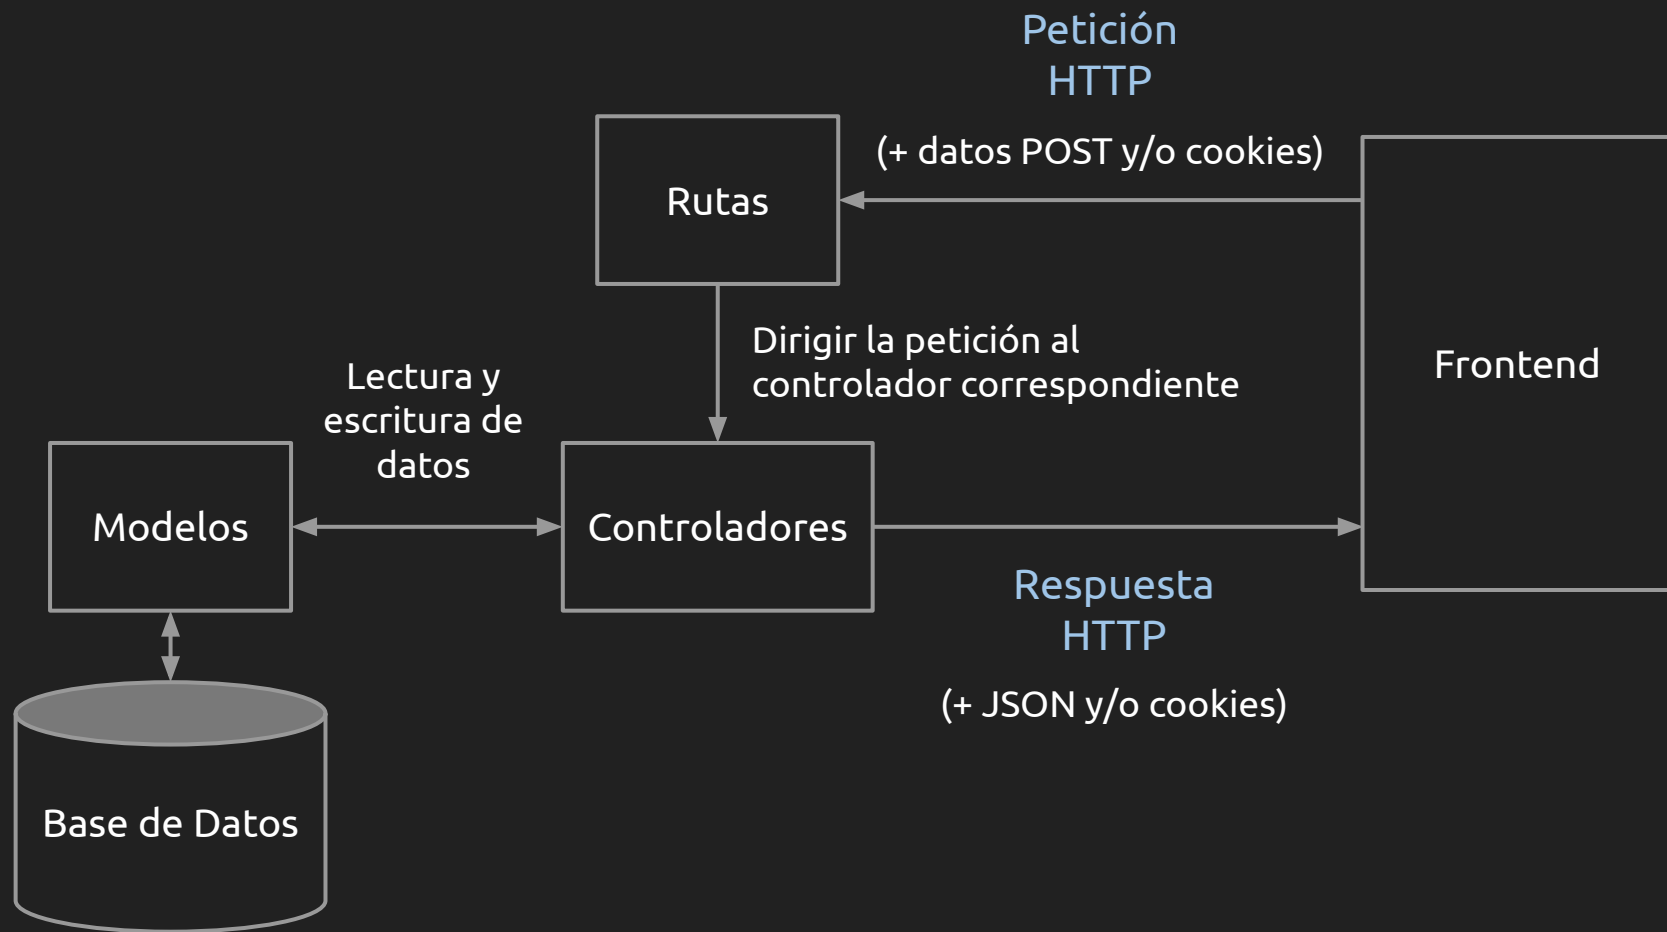 Petición
HTTP
(+ datos POST y/o cookies)
Rutas
Dirigir la petición al
controlador correspondiente
Frontend
Lectura y
escritura de
datos
Modelos
Controladores
Respuesta
HTTP
(+ JSON y/o cookies)
Base de Datos